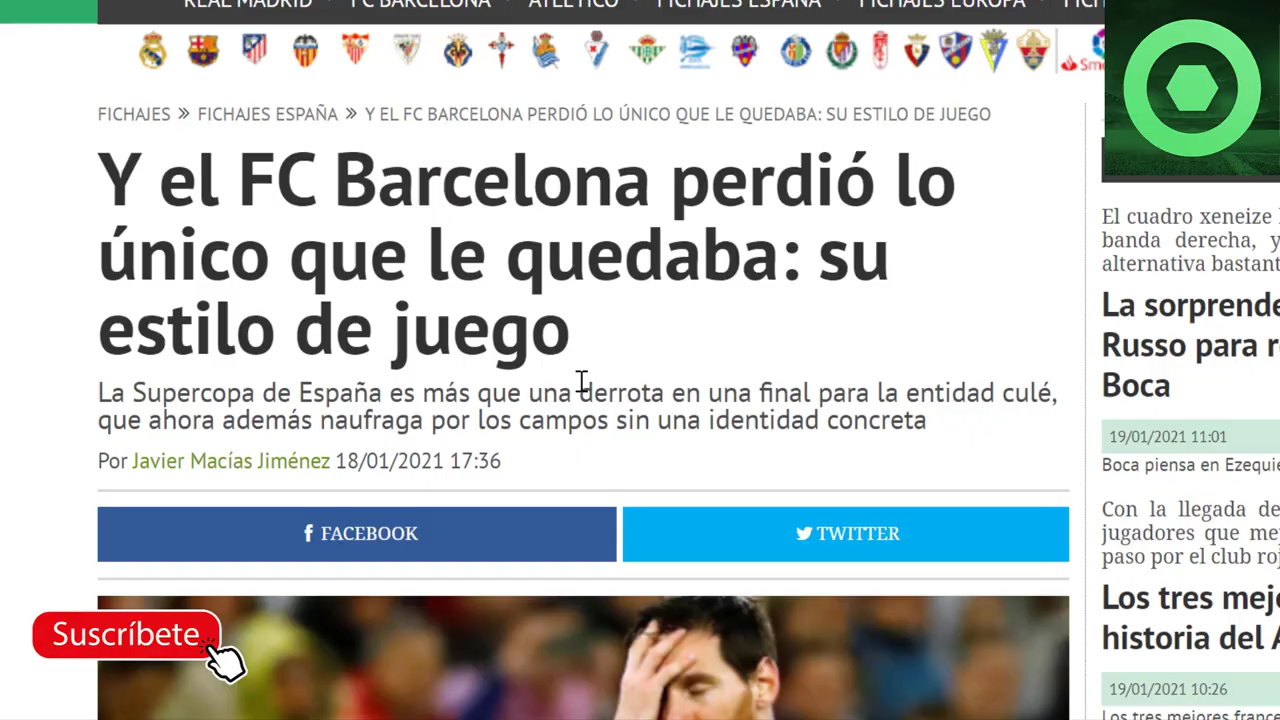 REAL MADRID FC BARCELONA ATLÉTICO FICHAJES ESPAÑA FICHAJES EUROPA
FICHAJES » FICHAJES ESPAÑA » Y EL FC BARCELONA PERDIÓ LO ÚNICO QUE LE QUEDABA: SU ESTILO DE JUEGO
Y el FC Barcelona perdió lo
único que le quedaba: su
estilo de juego
La Supercopa de España es más que una derrota en una final para la entidad culé,
que ahora además naufraga por los campos sin una identidad concreta
Por Javier Macías Jiménez 18/01/2021 17:36
FACEBOOK
TWITTER
Suscríbete
El cuadro xeneize
banda derecha, y
alternativa bastant
La sorprende
Russo para r
Boca
19/01/2021 11:01
Boca piensa en Ezequie
Con la llegada de
jugadores que me
paso por el club roj
Los tres mej
historia del
19/01/2021 10:26
Los tres mejores franc